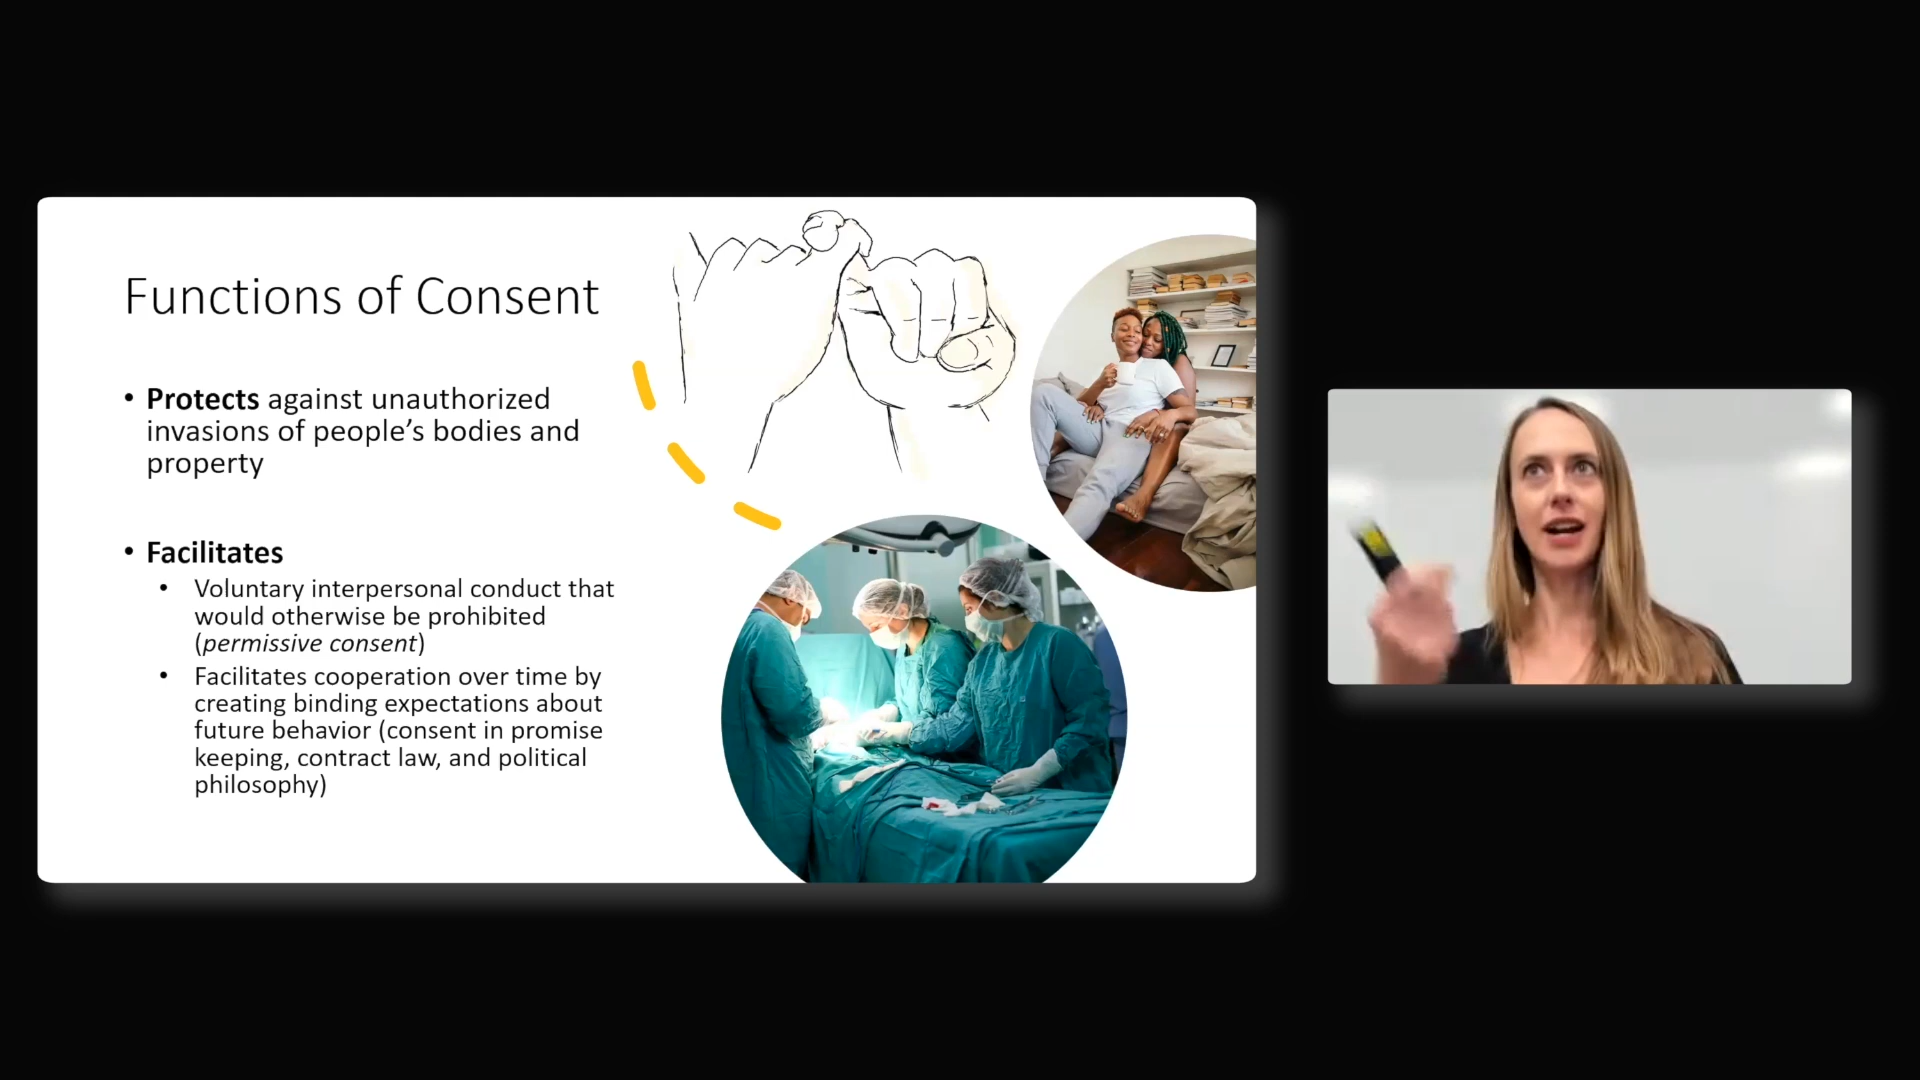 Functions of Consent
• Protects against unauthorized
invasions of people’s bodies and
property
• Facilitates
• Voluntary interpersonal conduct that
would otherwise be prohibited
(permissive consent)
• Facilitates cooperation over time by
creating binding expectations about
future behavior (consent in promise
keeping, contract law, and political
philosophy)